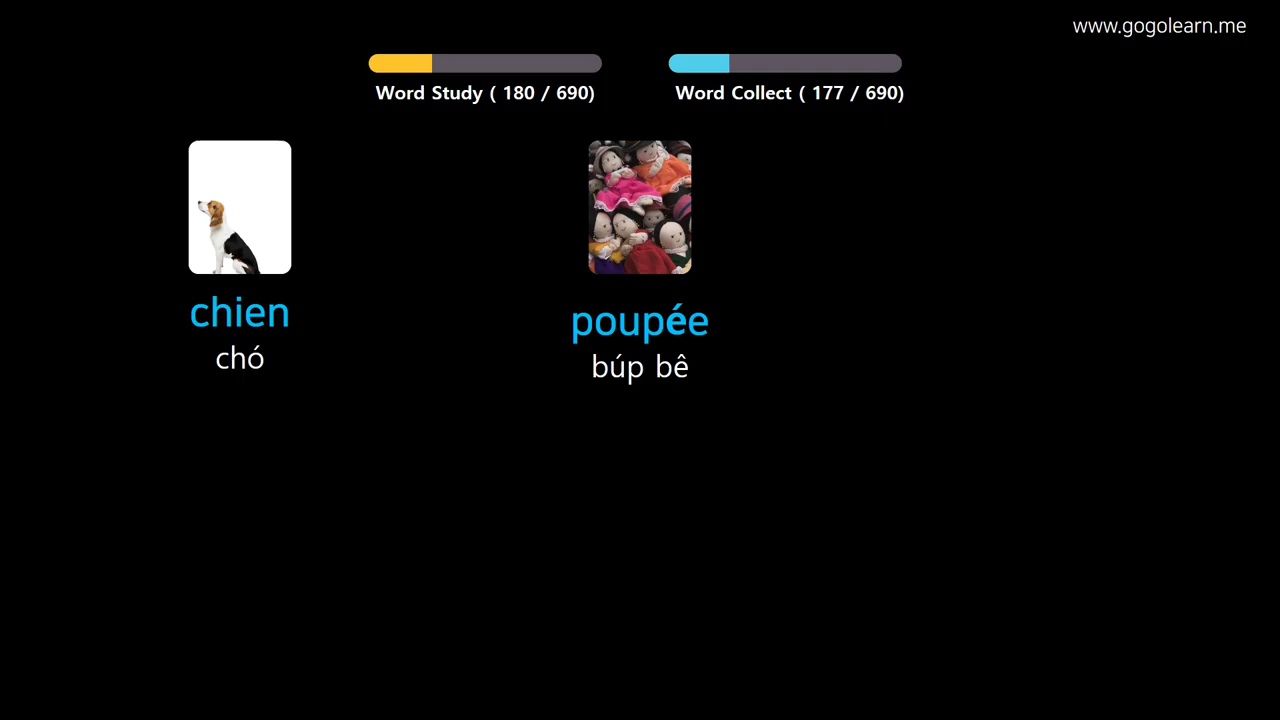 www.gogolearn.me
Word Study ( 180 / 690)
Word Collect ( 177 / 690)
chien
chó
poupée
búp bê